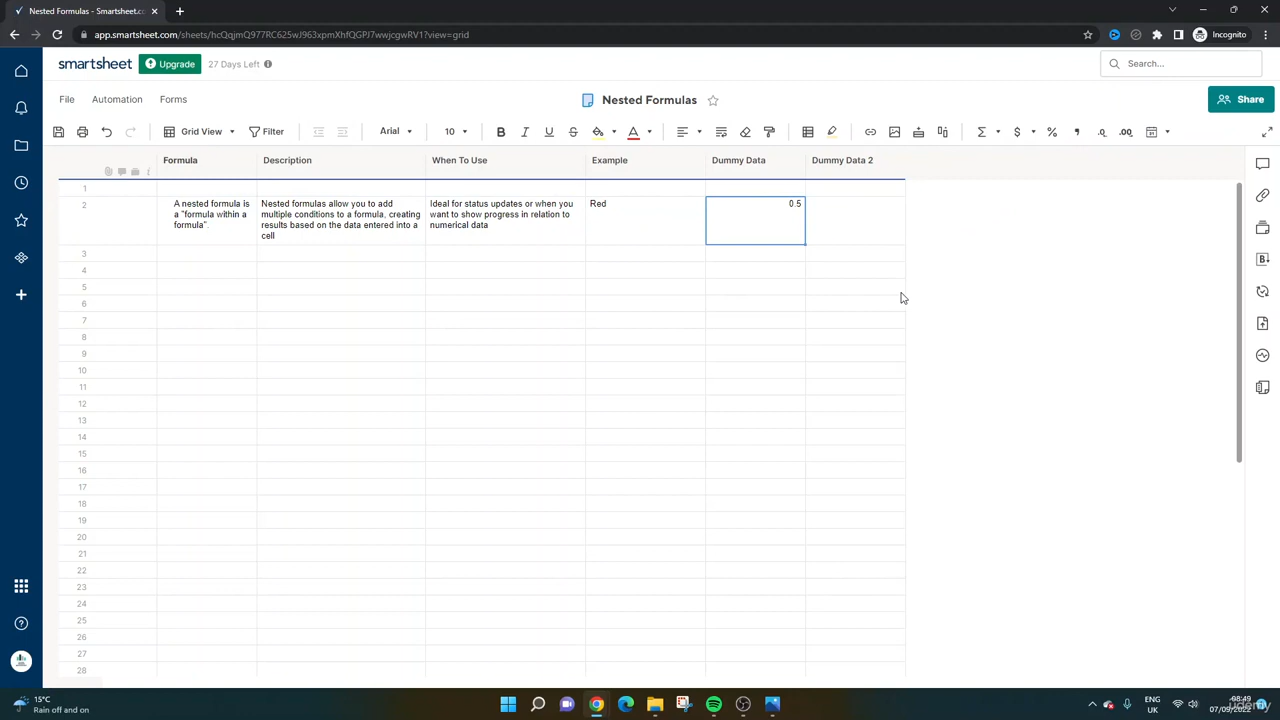 Nested Formulas - Smartsheet.co
app.smartsheet.com/sheets/hcQqjmQ977RC625wJ963xpmXhfQGPJ7wwjcgwRV1?view=grid
Incognito
smartsheet
Upgrade
27 Days Left
Search...
File
Automation
Forms
Nested Formulas
Share
Grid View
Filter
Arial
10
Formula
Description
When To Use
Example
Dummy Data
Dummy Data 2
1
2
A nested formula is
a "formula within a
formula".
Nested formulas allow you to add
multiple conditions to a formula, creating
results based on the data entered into a
cell
Ideal for status updates or when you
want to show progress in relation to
numerical data
Red
0.5
3
4
5
6
7
8
9
10
11
12
13
14
15
16
17
18
19
20
21
22
23
24
25
26
27
28
15°C
Rain off and on
ENG
UK
08:49
udemy